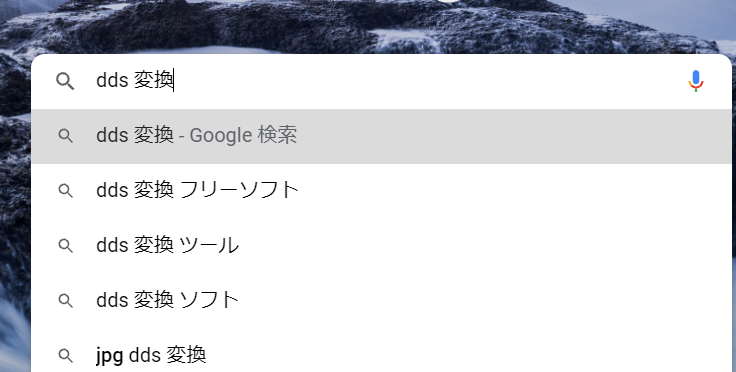 dds 変換
dds 変換 - Google 検索
dds 変換 フリーソフト
dds 変換 ツール
dds 変換 ソフト
jpg dds 変換